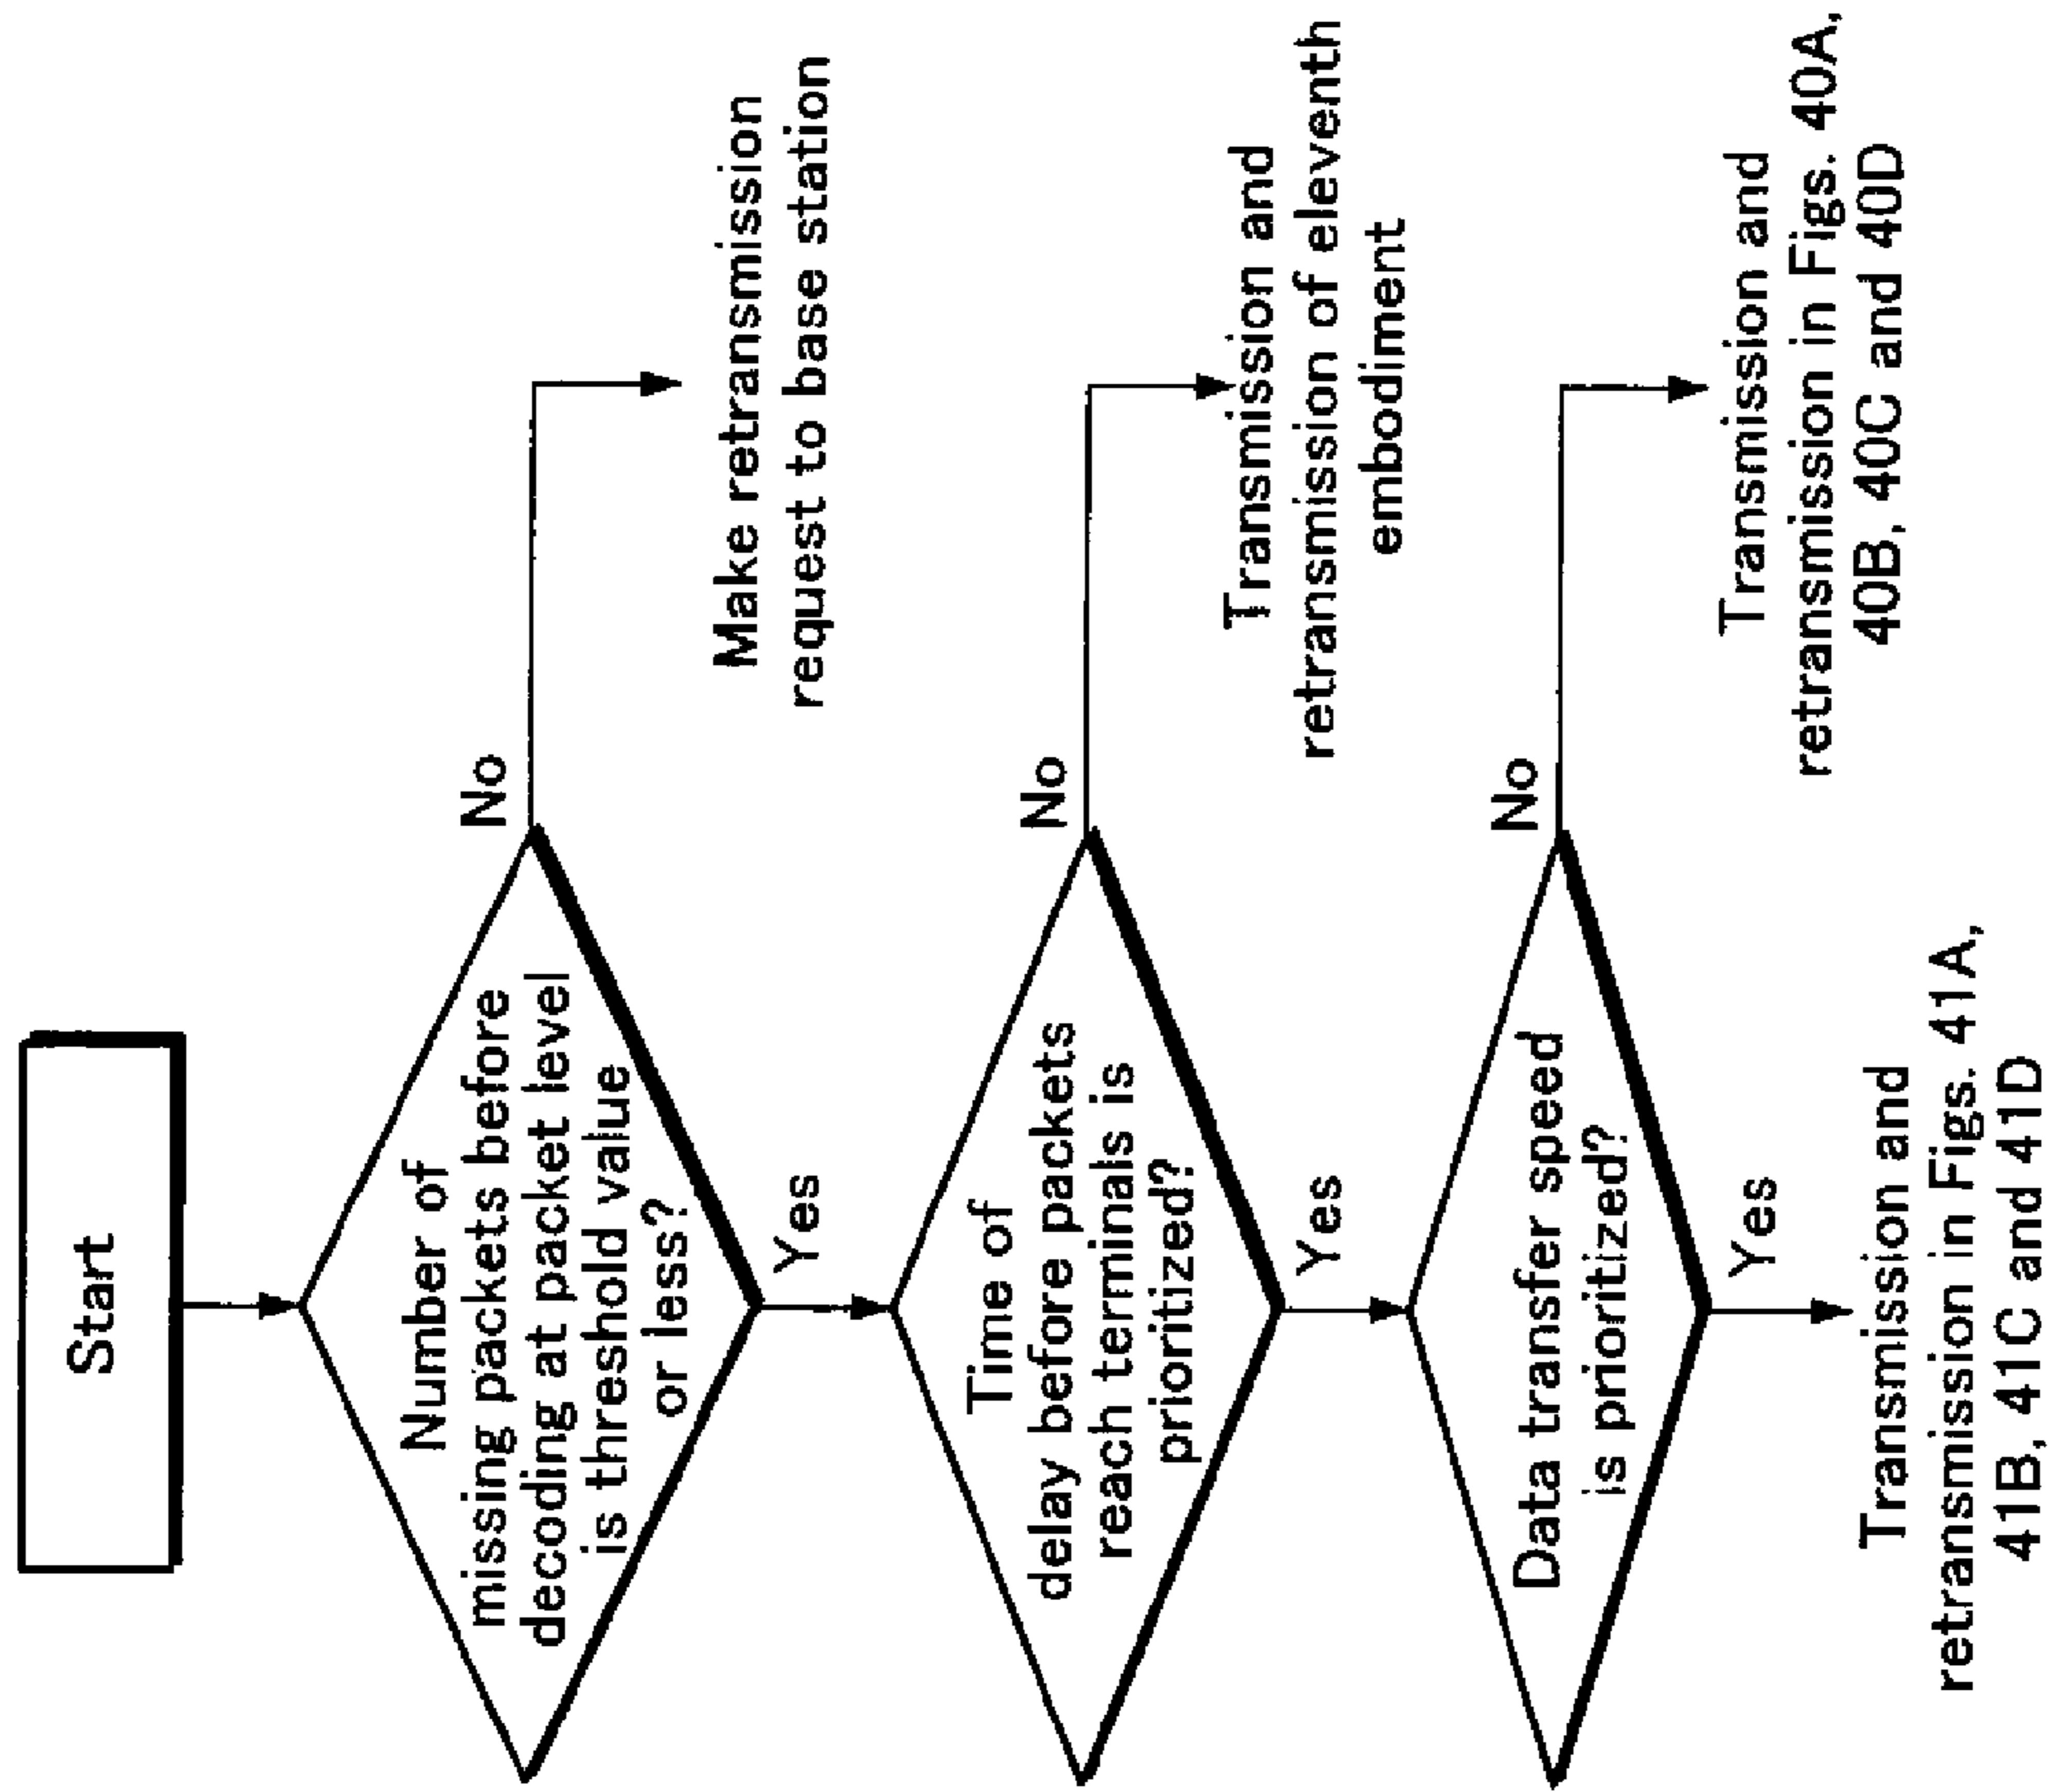 Start
Number of
missing packets before
decoding at packet level
is threshold value
or less?
No
Make retransmission
request to base station
Yes
Time of
delay before packets
reach terminals is
prioritized?
No
Transmission and
retransmission of eleventh
embodiment
Yes
Data transfer speed
is prioritized?
No
Transmission and
retransmission in Figs. 40A,
40B, 40C and 40D
Yes
Transmission and
retransmission in Figs. 41A,
41B, 41C and 41D